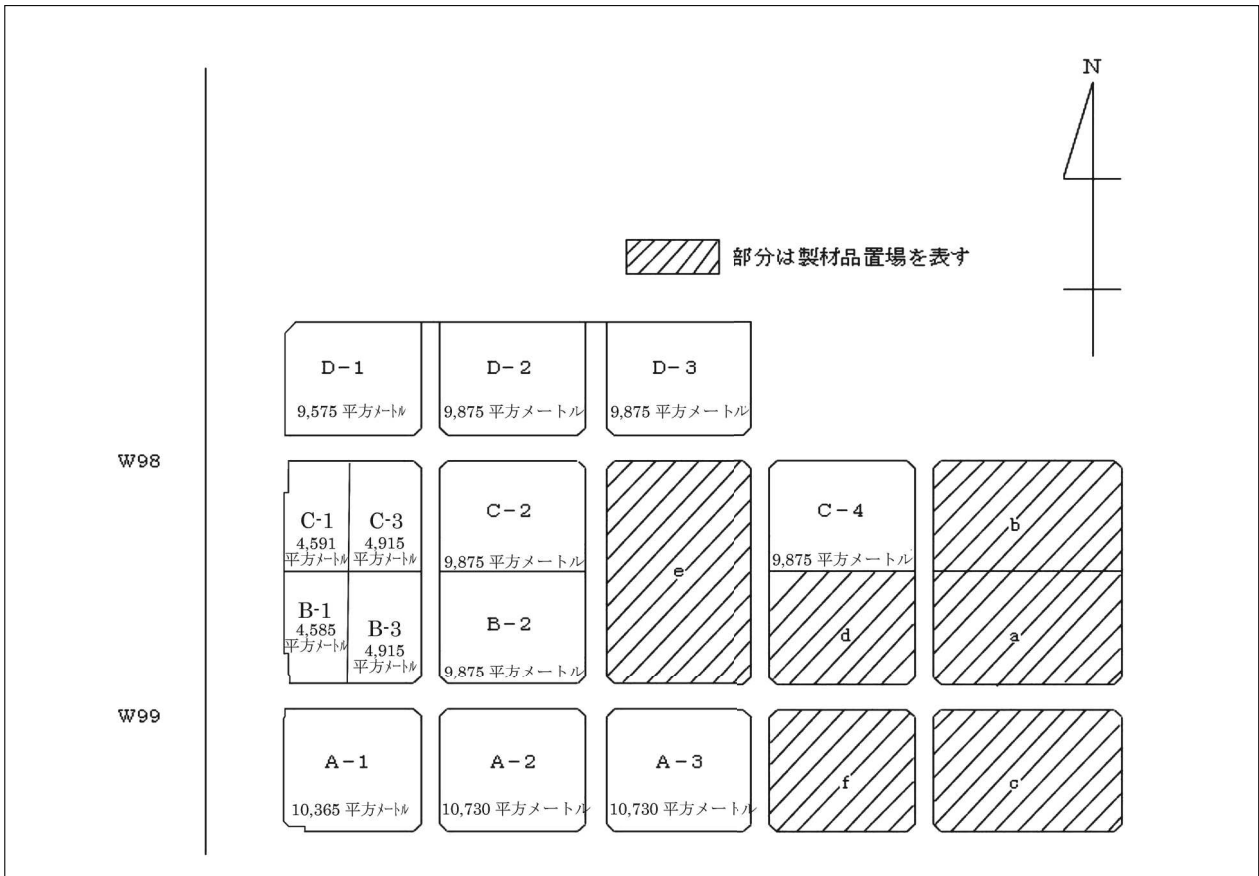 N
部分は製材品置場を表す
D-1
9,575 平方メートル
D-2
9,875 平方メートル
D-3
9,875 平方メートル
W98
C-1
4,591
平方メートル
C-3
4,915
平方メートル
C-2
9,875 平方メートル
e
C-4
9,875 平方メートル
b
B-1
4,585
平方メートル
B-3
4,915
平方メートル
B-2
9,875 平方メートル
d
a
W99
A-1
10,365 平方メートル
A-2
10,730 平方メートル
A-3
10,730 平方メートル
f
c